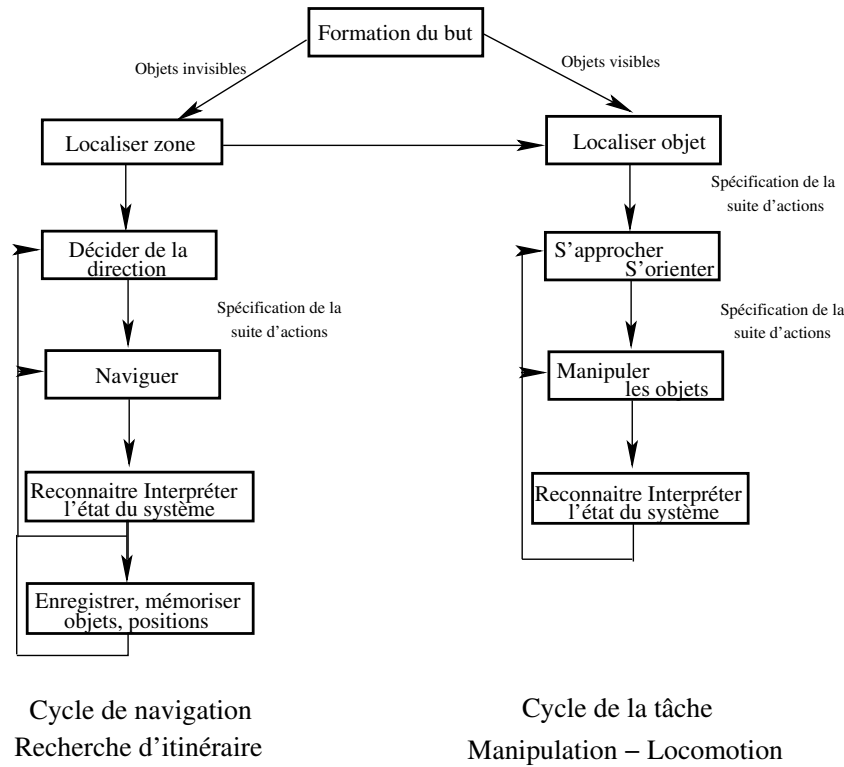 Formation du but
Objets invisibles
Objets visibles
Localiser zone
Localiser objet
Spécification de la
suite d'actions
Décider de la
direction
S'approcher
S'orienter
Spécification de la
suite d'actions
Spécification de la
suite d'actions
Naviguer
Manipuler
les objets
Reconnaitre Interpréter
l'état du système
Reconnaitre Interpréter
l'état du système
Enregistrer, mémoriser
objets, positions
Cycle de navigation
Recherche d'itinéraire
Cycle de la tâche
Manipulation − Locomotion